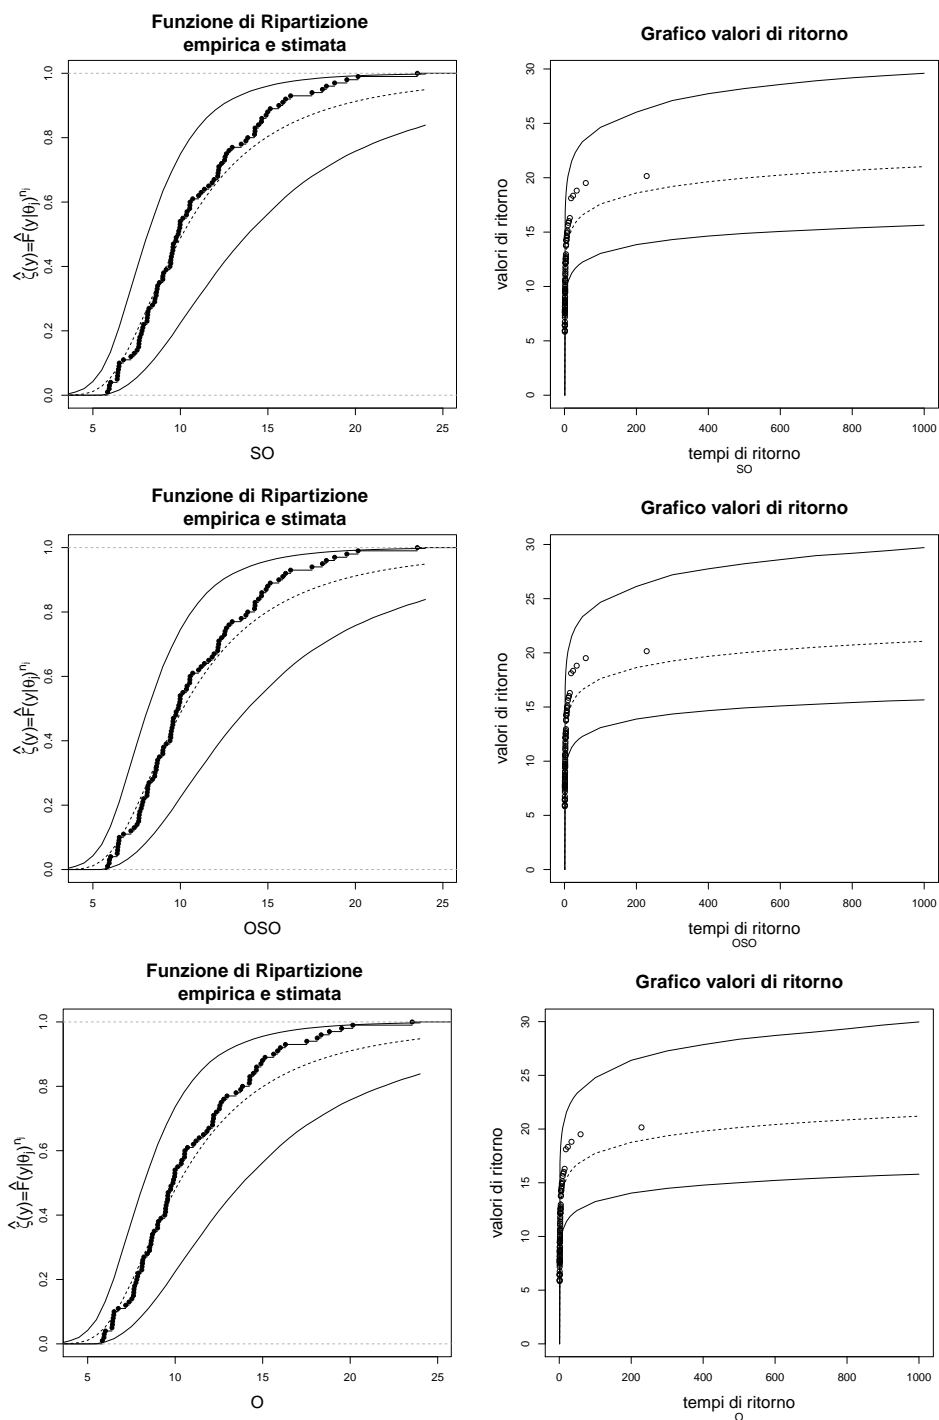 Funzione di Ripartizione
empirica e stimata
ζ̂(y)=F̂(y|θj)^nj
0.0 0.2 0.4 0.6 0.8 1.0
5 10 15 20 25
SO
Grafico valori di ritorno
valori di ritorno
0 5 10 15 20 25 30
0 200 400 600 800 1000
tempi di ritorno
SO
Funzione di Ripartizione
empirica e stimata
ζ̂(y)=F̂(y|θj)^nj
0.0 0.2 0.4 0.6 0.8 1.0
5 10 15 20 25
OSO
Grafico valori di ritorno
valori di ritorno
0 5 10 15 20 25 30
0 200 400 600 800 1000
tempi di ritorno
OSO
Funzione di Ripartizione
empirica e stimata
ζ̂(y)=F̂(y|θj)^nj
0.0 0.2 0.4 0.6 0.8 1.0
5 10 15 20 25
O
Grafico valori di ritorno
valori di ritorno
0 5 10 15 20 25 30
0 200 400 600 800 1000
tempi di ritorno
O